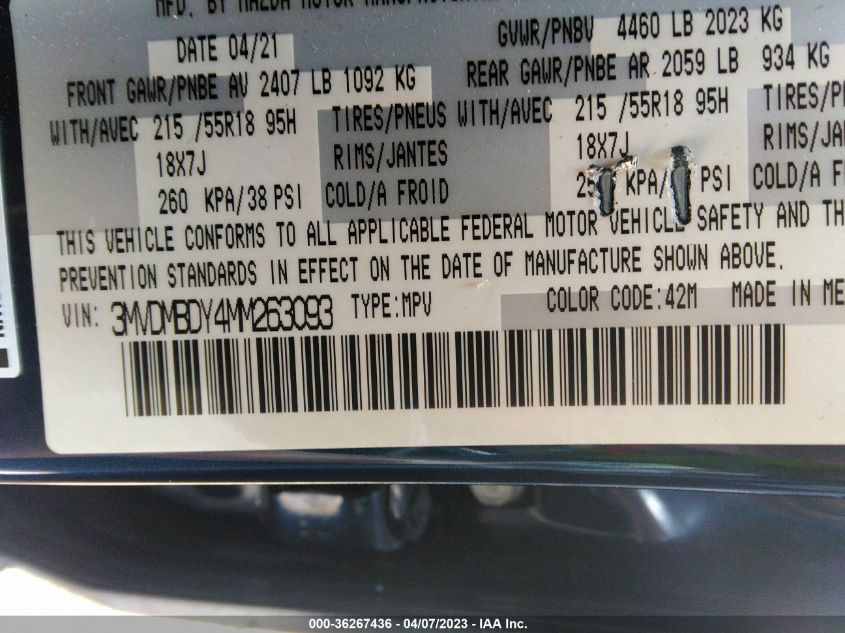 MFD. BY MAZDA MOTOR
DATE 04/21
GVWR/PNBV 4460 LB 2023 KG
FRONT GAWR/PNBE AV 2407 LB 1092 KG
REAR GAWR/PNBE AR 2059 LB 934 KG
WITH/AVEC 215 /55R18 95H TIRES/PNEUS WITH/AVEC 215 /55R18 95H TIRES/P
18X7J RIMS/JANTES 18X7J RIMS/JANTE
260 KPA/38 PSI COLD/A FROID KPA/ PSI COLD/A F
THIS VEHICLE CONFORMS TO ALL APPLICABLE FEDERAL MOTOR VEHICLE SAFETY AND TH
PREVENTION STANDARDS IN EFFECT ON THE DATE OF MANUFACTURE SHOWN ABOVE.
VIN: 3MVDMBDY4MM263093 TYPE:MPV COLOR CODE:42M MADE IN ME
000-36267436 - 04/07/2023 - IAA Inc.